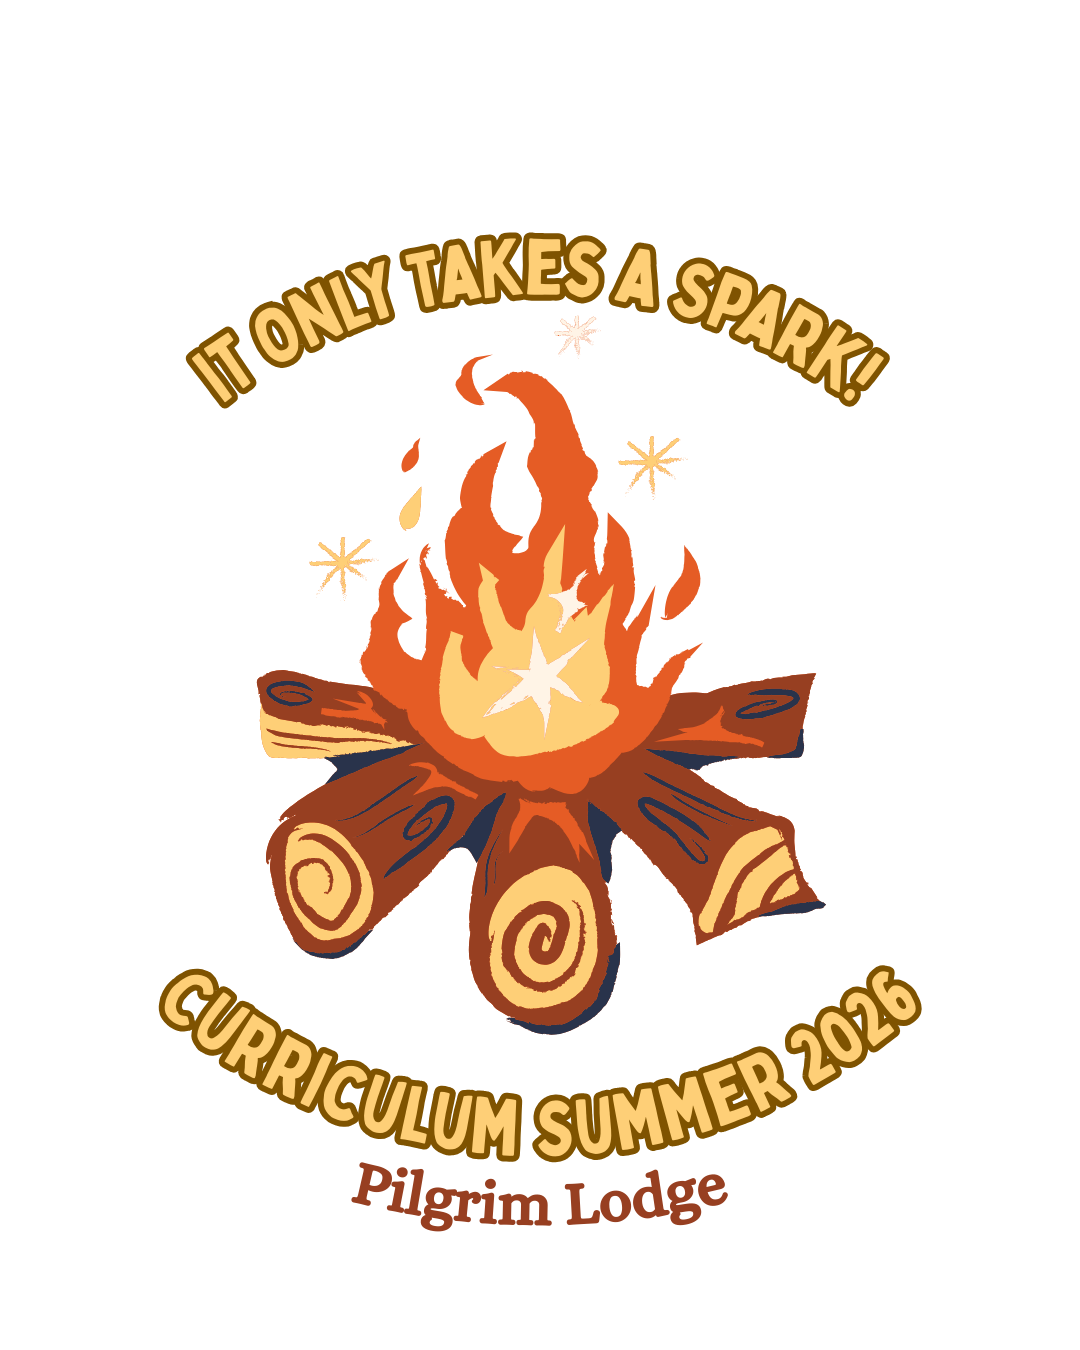 IT ONLY TAKES A SPARK!
CURRICULUM SUMMER 2026
Pilgrim Lodge